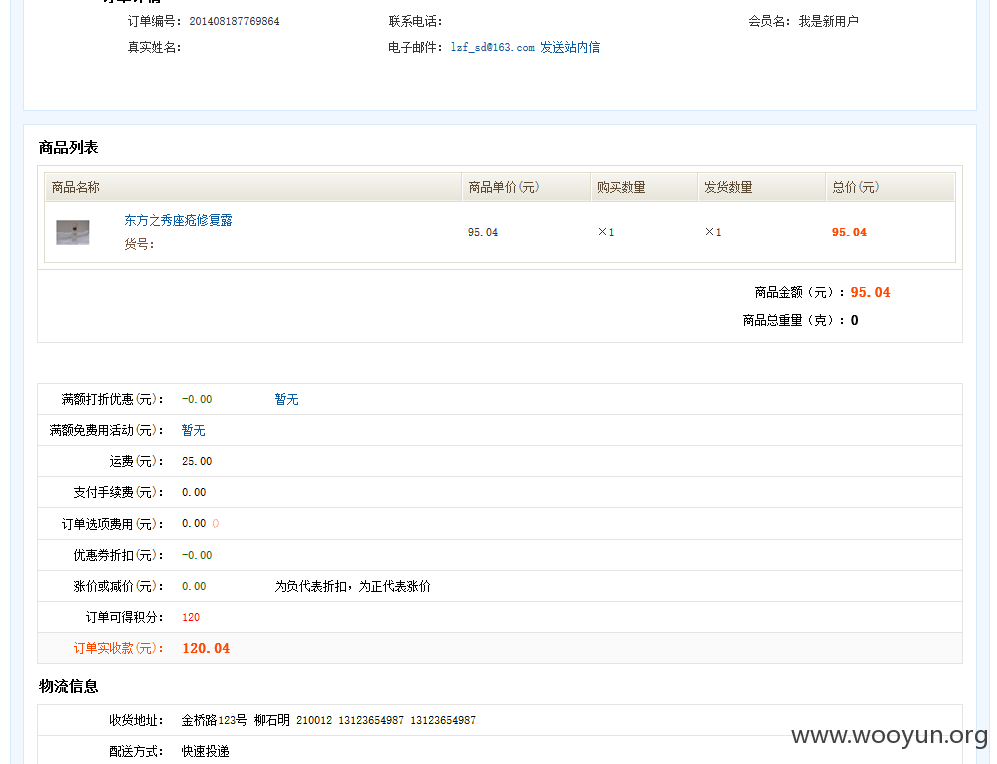 订单详情
订单编号： 201408187769864 联系电话： 会员名： 我是新用户
真实姓名： 电子邮件： lzf_sd@163.com 发送站内信
商品列表
商品名称 商品单价(元) 购买数量 发货数量 总价(元)
东方之秀座疮修复露
货号：
95.04 ×1 ×1 95.04
商品金额（元）：95.04
商品总重量（克）：0
满额打折优惠(元)： -0.00 暂无
满额免费用活动(元)： 暂无
运费(元)： 25.00
支付手续费(元)： 0.00
订单选项费用(元)： 0.00 ()
优惠券折扣(元)： -0.00
涨价或减价(元)： 0.00 为负代表折扣，为正代表涨价
订单可得积分： 120
订单实收款(元)： 120.04
物流信息
收货地址： 金桥路123号 柳石明 210012 13123654987 13123654987
配送方式： 快速投递
www.wooyun.org